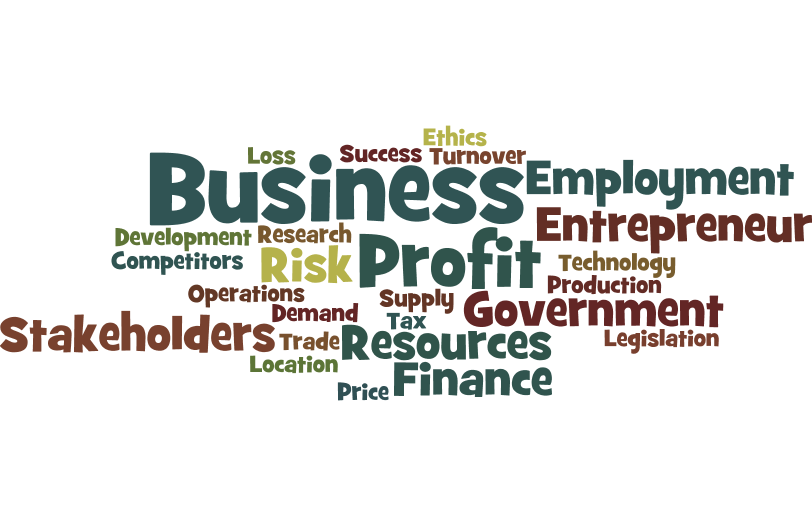 Ethics
Loss Success Turnover
Business Employment
Entrepreneur
Development Research
Competitors Risk Profit Technology
Operations Supply Production
Demand Tax Government
Stakeholders Trade Resources Legislation
Location Finance
Price